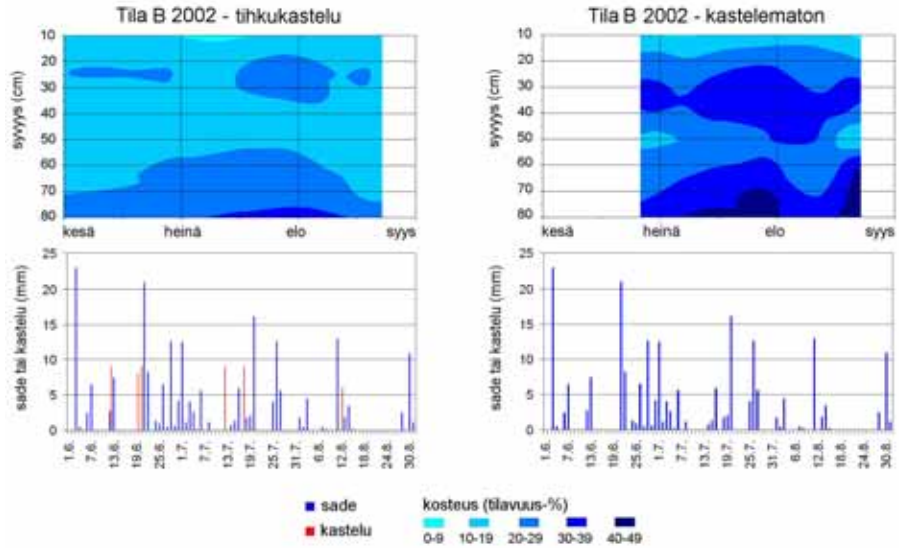 Tila B 2002 - tihkukastelu
syvyys (cm)
10
20
30
40
50
60
70
80
kesä heinä elo syys
sade tai kastelu (mm)
25
20
15
10
5
0
1.6. 7.6. 13.6. 19.6. 25.6. 1.7. 7.7. 13.7. 19.7. 25.7. 31.7. 6.8. 12.8. 18.8. 24.8. 30.8.
Tila B 2002 - kastelematon
syvyys (cm)
10
20
30
40
50
60
70
80
kesä heinä elo syys
sade tai kastelu (mm)
25
20
15
10
5
0
1.6. 7.6. 13.6. 19.6. 25.6. 1.7. 7.7. 13.7. 19.7. 25.7. 31.7. 6.8. 12.8. 18.8. 24.8. 30.8.
sade
kastelu
kosteus (tilavuus-%)
0-9 10-19 20-29 30-39 40-49